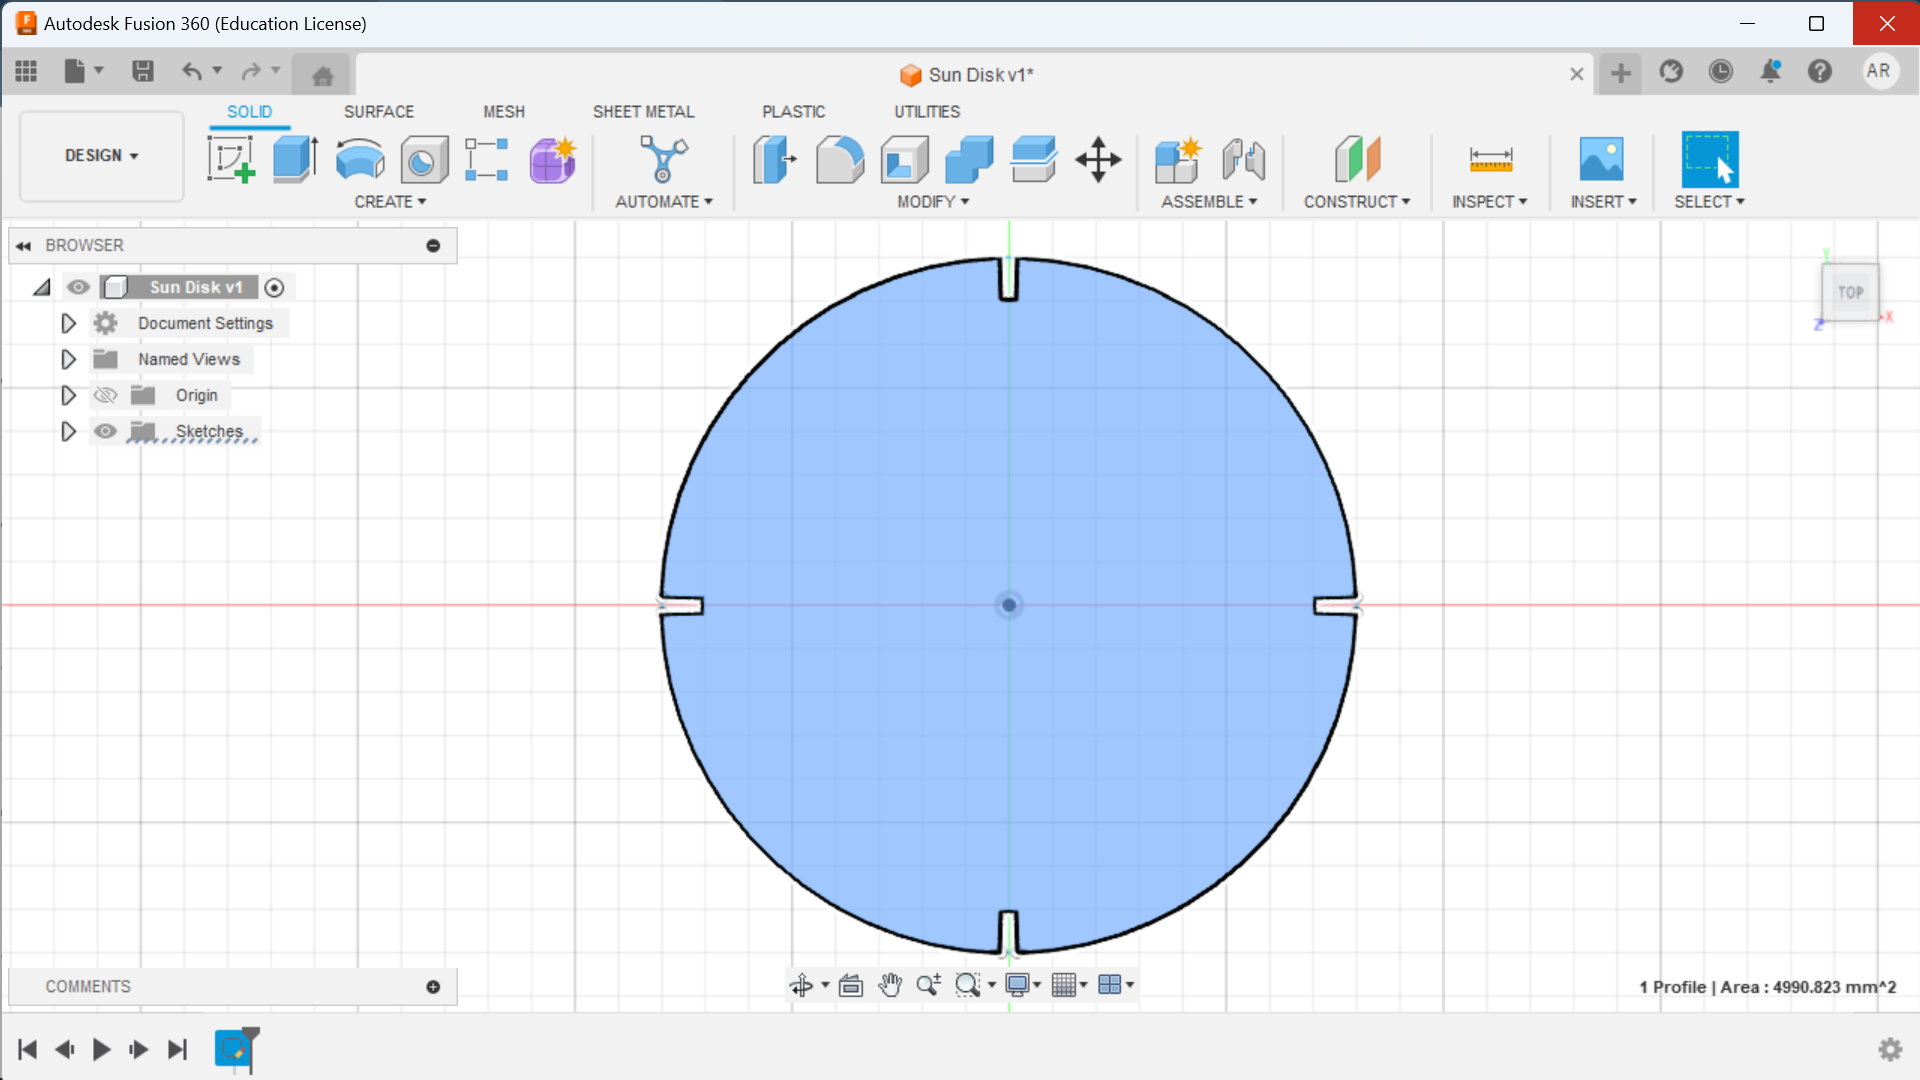 Autodesk Fusion 360 (Education License)
Sun Disk v1*
AR
SOLID SURFACE MESH SHEET METAL PLASTIC UTILITIES
DESIGN
CREATE AUTOMATE MODIFY ASSEMBLE CONSTRUCT INSPECT INSERT SELECT
BROWSER
Sun Disk v1
Document Settings
Named Views
Origin
Sketches
Y
TOP
X
Z
COMMENTS
1 Profile | Area : 4990.823 mm^2